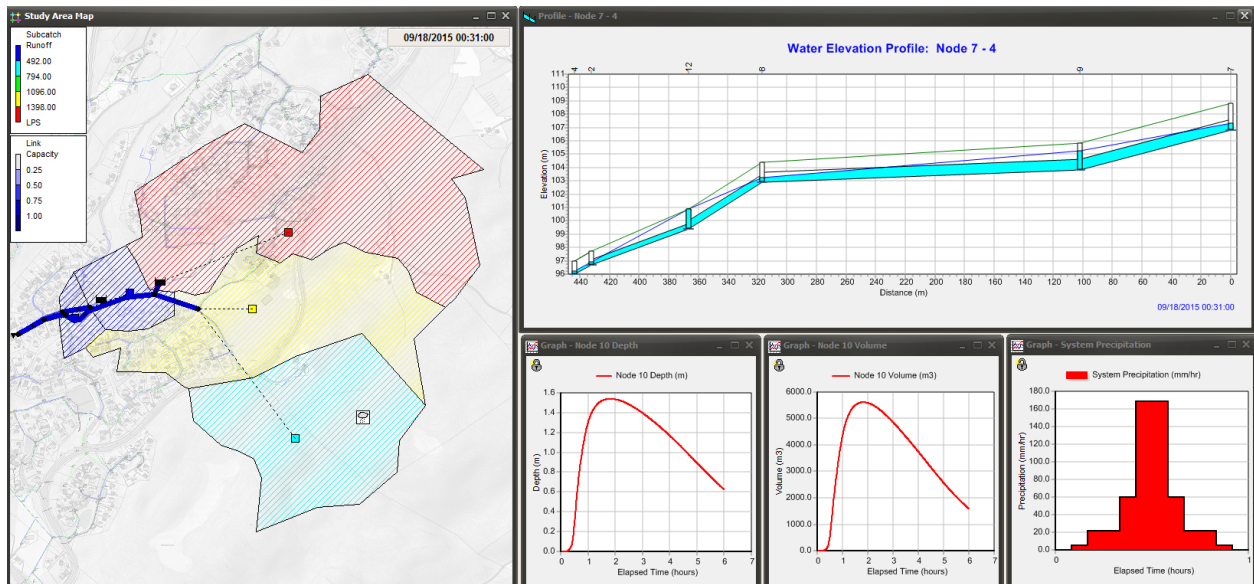 Study Area Map
09/18/2015 00:31:00
Subcatch
Runoff
492.00
794.00
1096.00
1398.00
LPS
Link
Capacity
0.25
0.50
0.75
1.00
Profile - Node 7 - 4
Water Elevation Profile: Node 7 - 4
4
2
12
8
9
7
111
110
109
108
107
106
105
104
103
102
101
100
99
98
97
96
Elevation (m)
440 420 400 380 360 340 320 300 280 260 240 220 200 180 160 140 120 100 80 60 40 20 0
Distance (m)
09/18/2015 00:31:00
Graph - Node 10 Depth
Node 10 Depth (m)
1.6
1.4
1.2
1.0
0.8
0.6
0.4
0.2
0.0
Depth (m)
0 1 2 3 4 5 6 7
Elapsed Time (hours)
Graph - Node 10 Volume
Node 10 Volume (m3)
6000.0
5000.0
4000.0
3000.0
2000.0
1000.0
0.0
Volume (m3)
0 1 2 3 4 5 6 7
Elapsed Time (hours)
Graph - System Precipitation
System Precipitation (mm/hr)
180.0
160.0
140.0
120.0
100.0
80.0
60.0
40.0
20.0
0.0
Precipitation (mm/hr)
0 1
Elapsed Time (hours)